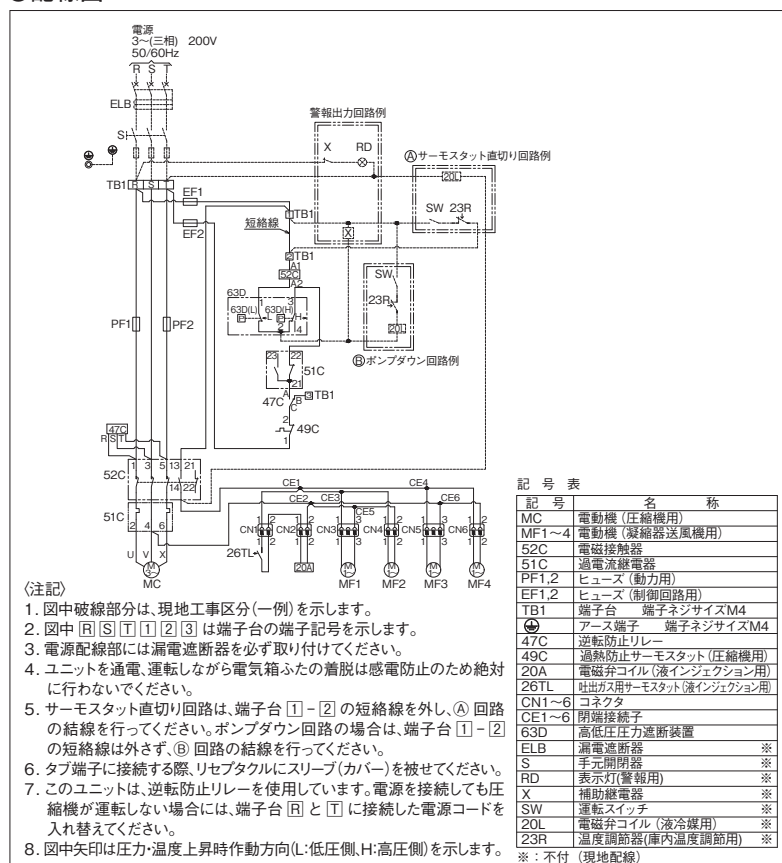 電源
3～(三相) 200V
50/60Hz
R S T
ELB
S
警報出力回路例
X RD
Ⓐサーモスタット直切り回路例
20L
SW 23R
TB1 R S T
EF1
EF2
1 TB1
短絡線
X
2 TB1
A1
52C
A2
63D
63D(L) 1 L 63D(H) 3 H
2 4
SW
23R
20L
Ⓑポンプダウン回路例
PF1 PF2
23 22
51C
21
47C A B 3 TB1
C
2
49C
1
47C
R S T
52C
1 3 5 13 21
14 22
51C
2 4 6
U V X
MC
CE1 CE4
CE2 CE3 CE6
CE5
CN1 CN2 CN3 CN4 CN5 CN6
26TL
20A
MF1 MF2 MF3 MF4
〈注記〉
1. 図中破線部分は、現地工事区分(一例)を示します。
2. 図中 R S T 1 2 3 は端子台の端子記号を示します。
3. 電源配線部には漏電遮断器を必ず取り付けてください。
4. ユニットを通電、運転しながら電気箱ふたの着脱は感電防止のため絶対
に行わないでください。
5. サーモスタット直切り回路は、端子台 1 - 2 の短絡線を外し、Ⓐ 回路
の結線を行ってください。ポンプダウン回路の場合は、端子台 1 - 2
の短絡線は外さず、Ⓑ 回路の結線を行ってください。
6. タブ端子に接続する際、リセプタクルにスリーブ(カバー)を被せてください。
7. このユニットは、逆転防止リレーを使用しています。電源を接続しても圧
縮機が運転しない場合には、端子台 R と T に接続した電源コードを
入れ替えてください。
8. 図中矢印は圧力・温度上昇時作動方向(L:低圧側、H:高圧側)を示します。
記 号 表
記 号 名 称
MC 電動機(圧縮機用)
MF1～4 電動機(凝縮器送風機用)
52C 電磁接触器
51C 過電流継電器
PF1,2 ヒューズ(動力用)
EF1,2 ヒューズ(制御回路用)
TB1 端子台 端子ネジサイズM4
アース端子 端子ネジサイズM4
47C 逆転防止リレー
49C 過熱防止サーモスタット(圧縮機用)
20A 電磁弁コイル(液インジェクション用)
26TL 吐出ガス用サーモスタット(液インジェクション用)
CN1～6 コネクタ
CE1～6 閉端接続子
63D 高低圧圧力遮断装置
ELB 漏電遮断器 ※
S 手元開閉器 ※
RD 表示灯(警報用) ※
X 補助継電器 ※
SW 運転スイッチ ※
20L 電磁弁コイル(液冷媒用) ※
23R 温度調節器(庫内温度調節用) ※
※：不付(現地配線)